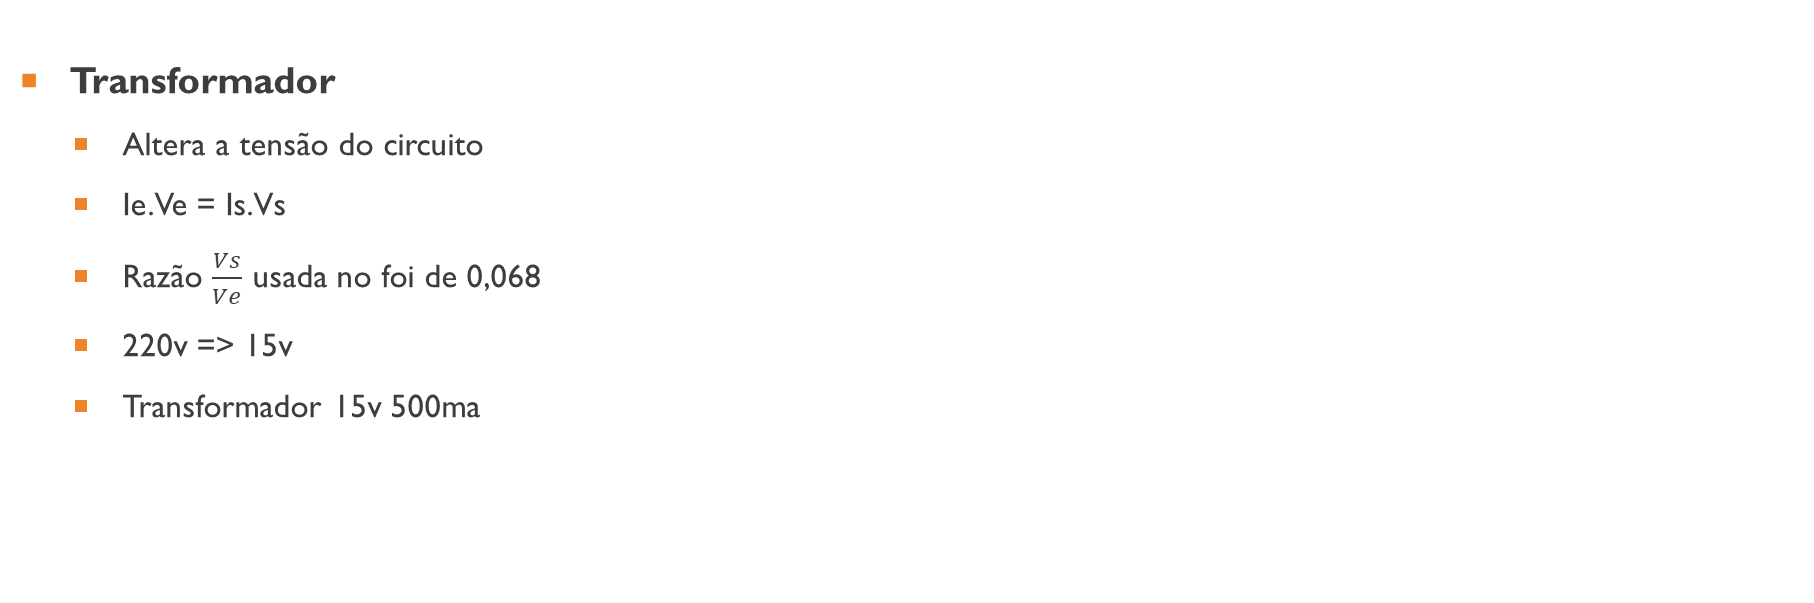 Transformador
Altera a tensão do circuito
Ie.Ve = Is.Vs
Razão Vs/Ve usada no foi de 0,068
220v => 15v
Transformador 15v 500ma